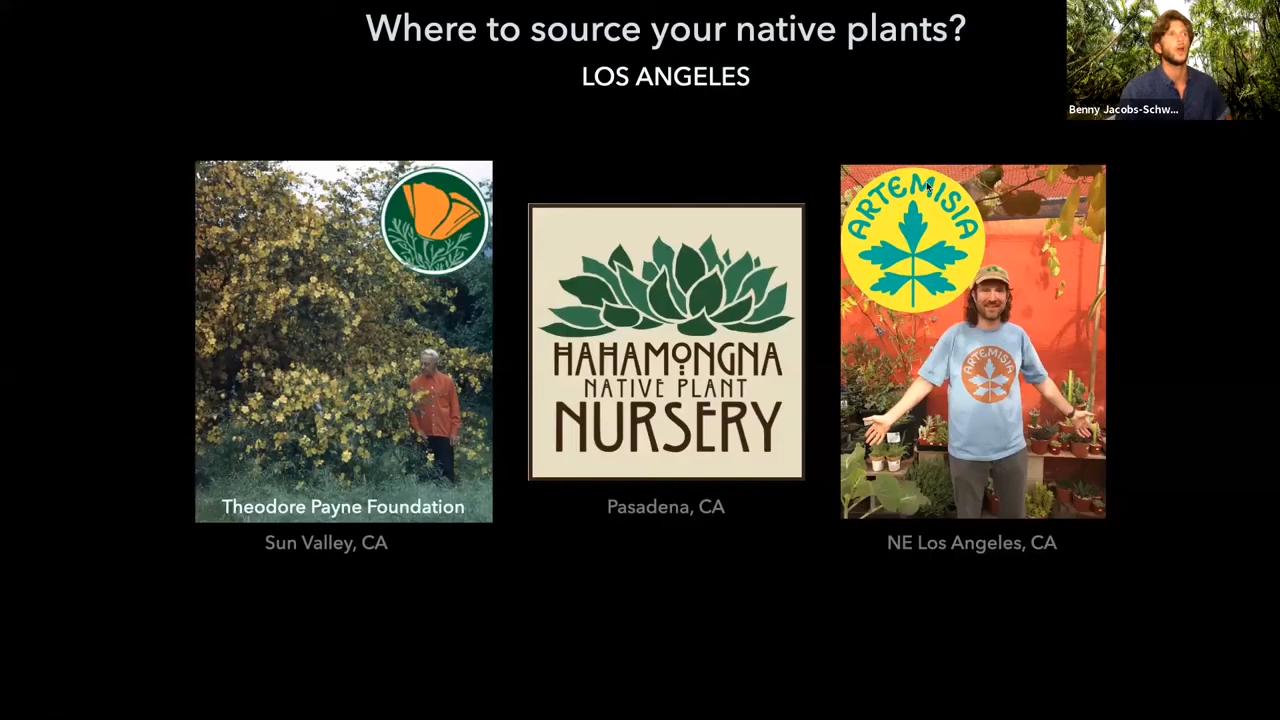 Where to source your native plants?
LOS ANGELES
Benny Jacobs-Schw...
ARTEMISIA
HAHAMONGNA
NATIVE PLANT
NURSERY
ARTEMISIA
Theodore Payne Foundation
Pasadena, CA
Sun Valley, CA
NE Los Angeles, CA